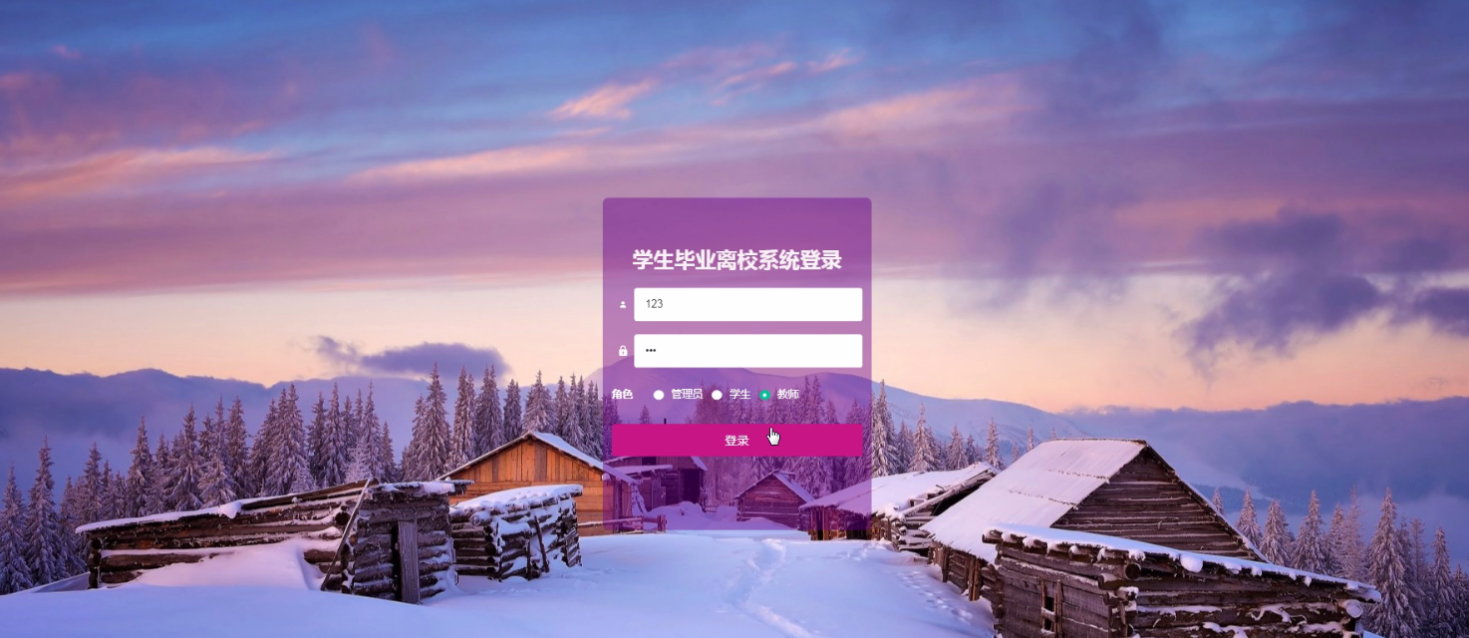 学生毕业离校系统登录
123
•••
角色 管理员 学生 教师
登录